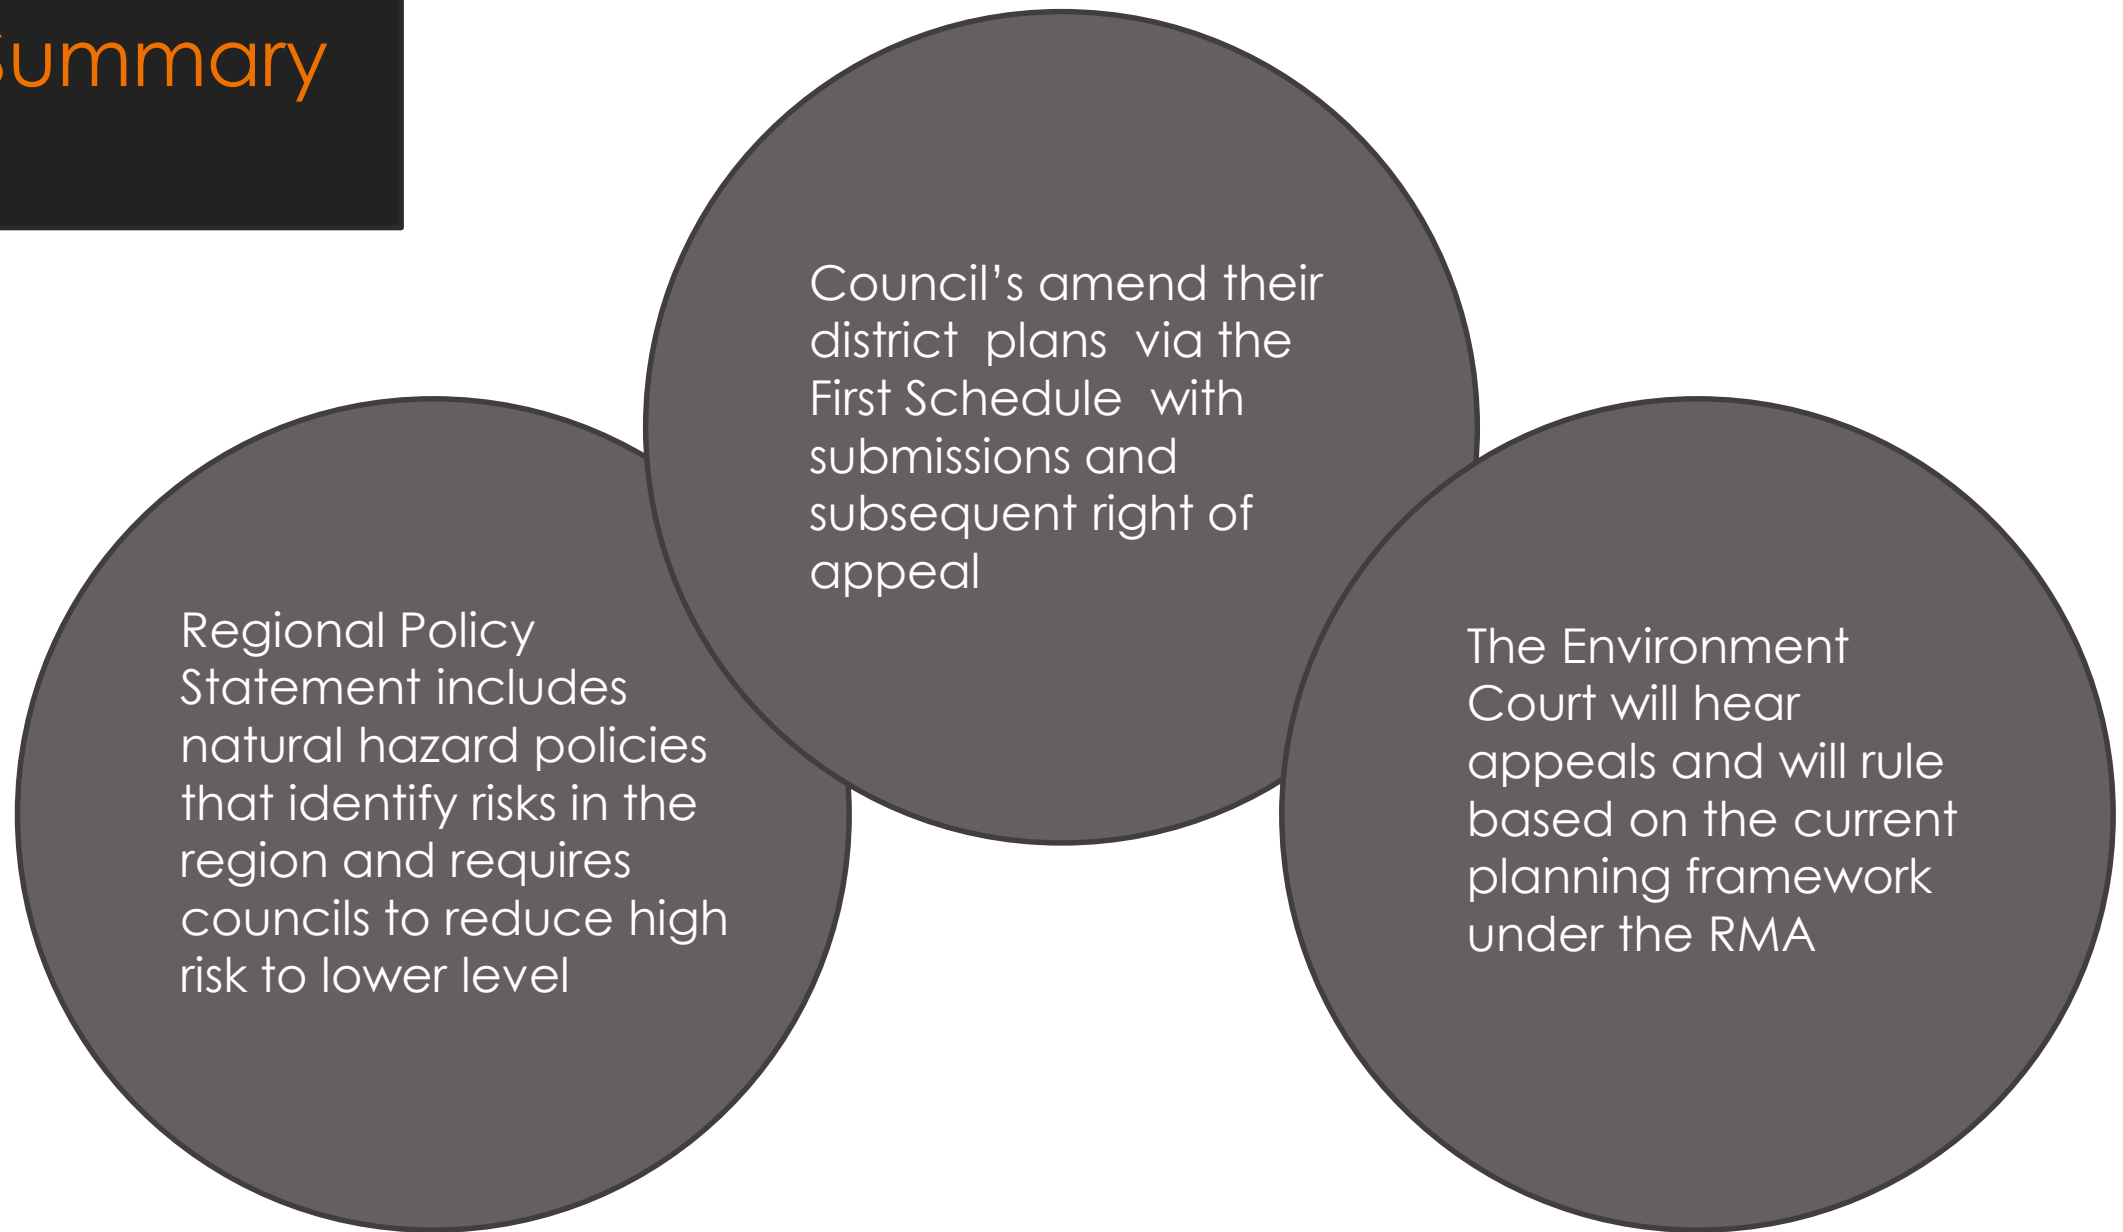 Summary
Regional Policy
Statement includes
natural hazard policies
that identify risks in the
region and requires
councils to reduce high
risk to lower level
Council’s amend their
district plans via the
First Schedule with
submissions and
subsequent right of
appeal
The Environment
Court will hear
appeals and will rule
based on the current
planning framework
under the RMA